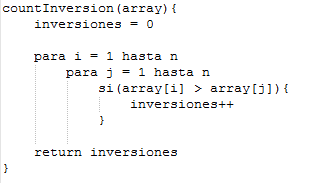 countInversion(array){
inversiones = 0
para i = 1 hasta n
para j = 1 hasta n
si(array[i] > array[j]){
inversiones++
}
return inversiones
}